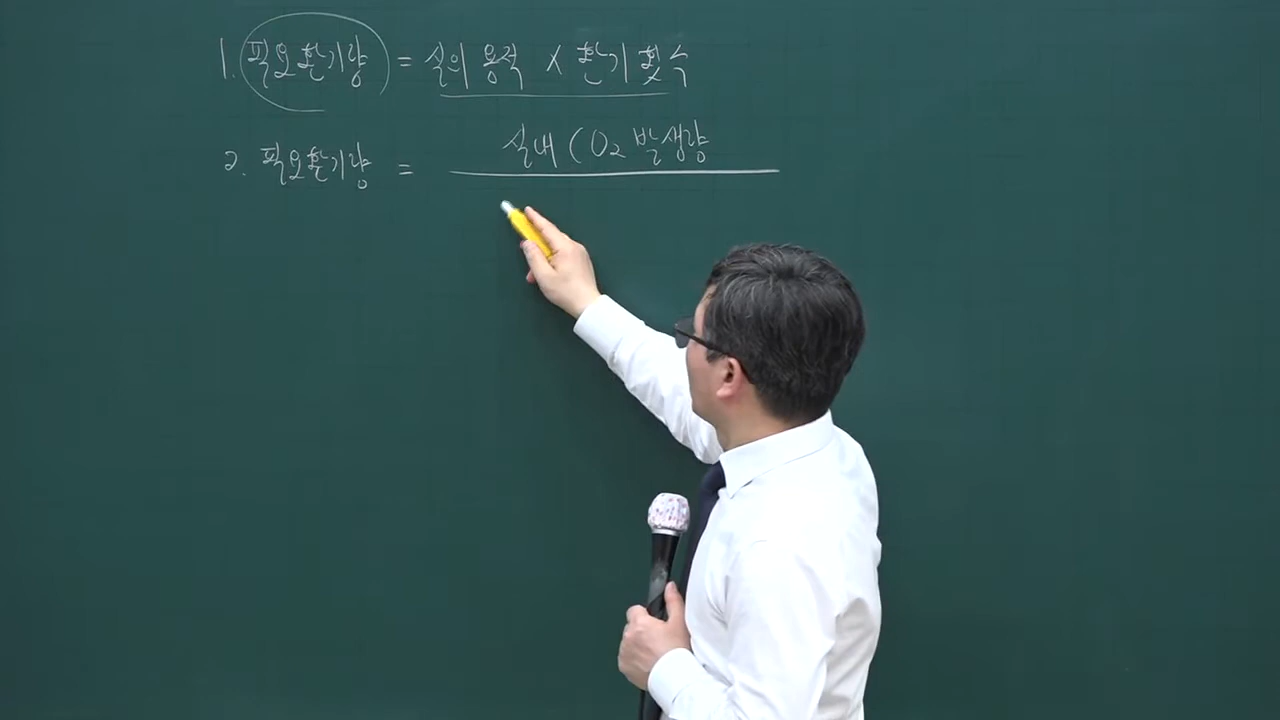 1. 필요환기량 = 실의 용적 × 환기횟수
2. 필요환기량 = 실내 CO₂ 발생량